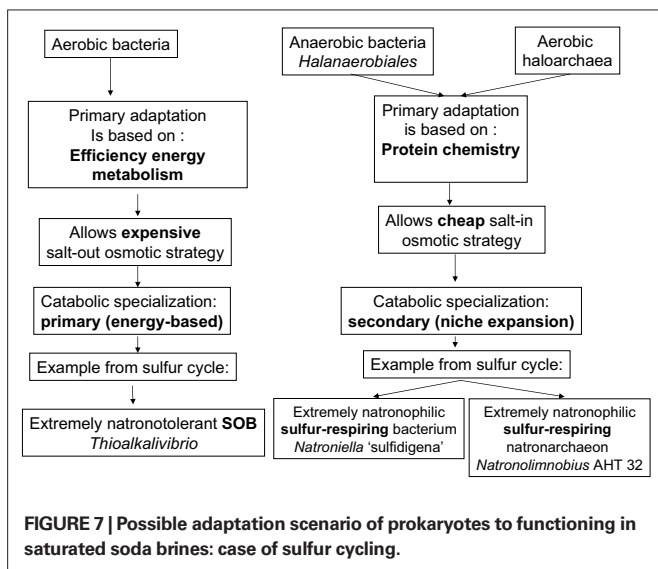 Aerobic bacteria
Primary adaptation
Is based on :
Efficiency energy
metabolism
Allows expensive
salt-out osmotic strategy
Catabolic specialization:
primary (energy-based)
Example from sulfur cycle:
Extremely natronotolerant SOB
Thioalkalivibrio
Anaerobic bacteria
Halanaerobiales
Aerobic
haloarchaea
Primary adaptation
is based on :
Protein chemistry
Allows cheap salt-in
osmotic strategy
Catabolic specialization:
secondary (niche expansion)
Example from sulfur cycle:
Extremely natronophilic
sulfur-respiring bacterium
Natroniella 'sulfidigena'
Extremely natronophilic
sulfur-respiring
natronarchaeon
Natronolimnobius AHT 32
FIGURE 7 | Possible adaptation scenario of prokaryotes to functioning in
saturated soda brines: case of sulfur cycling.